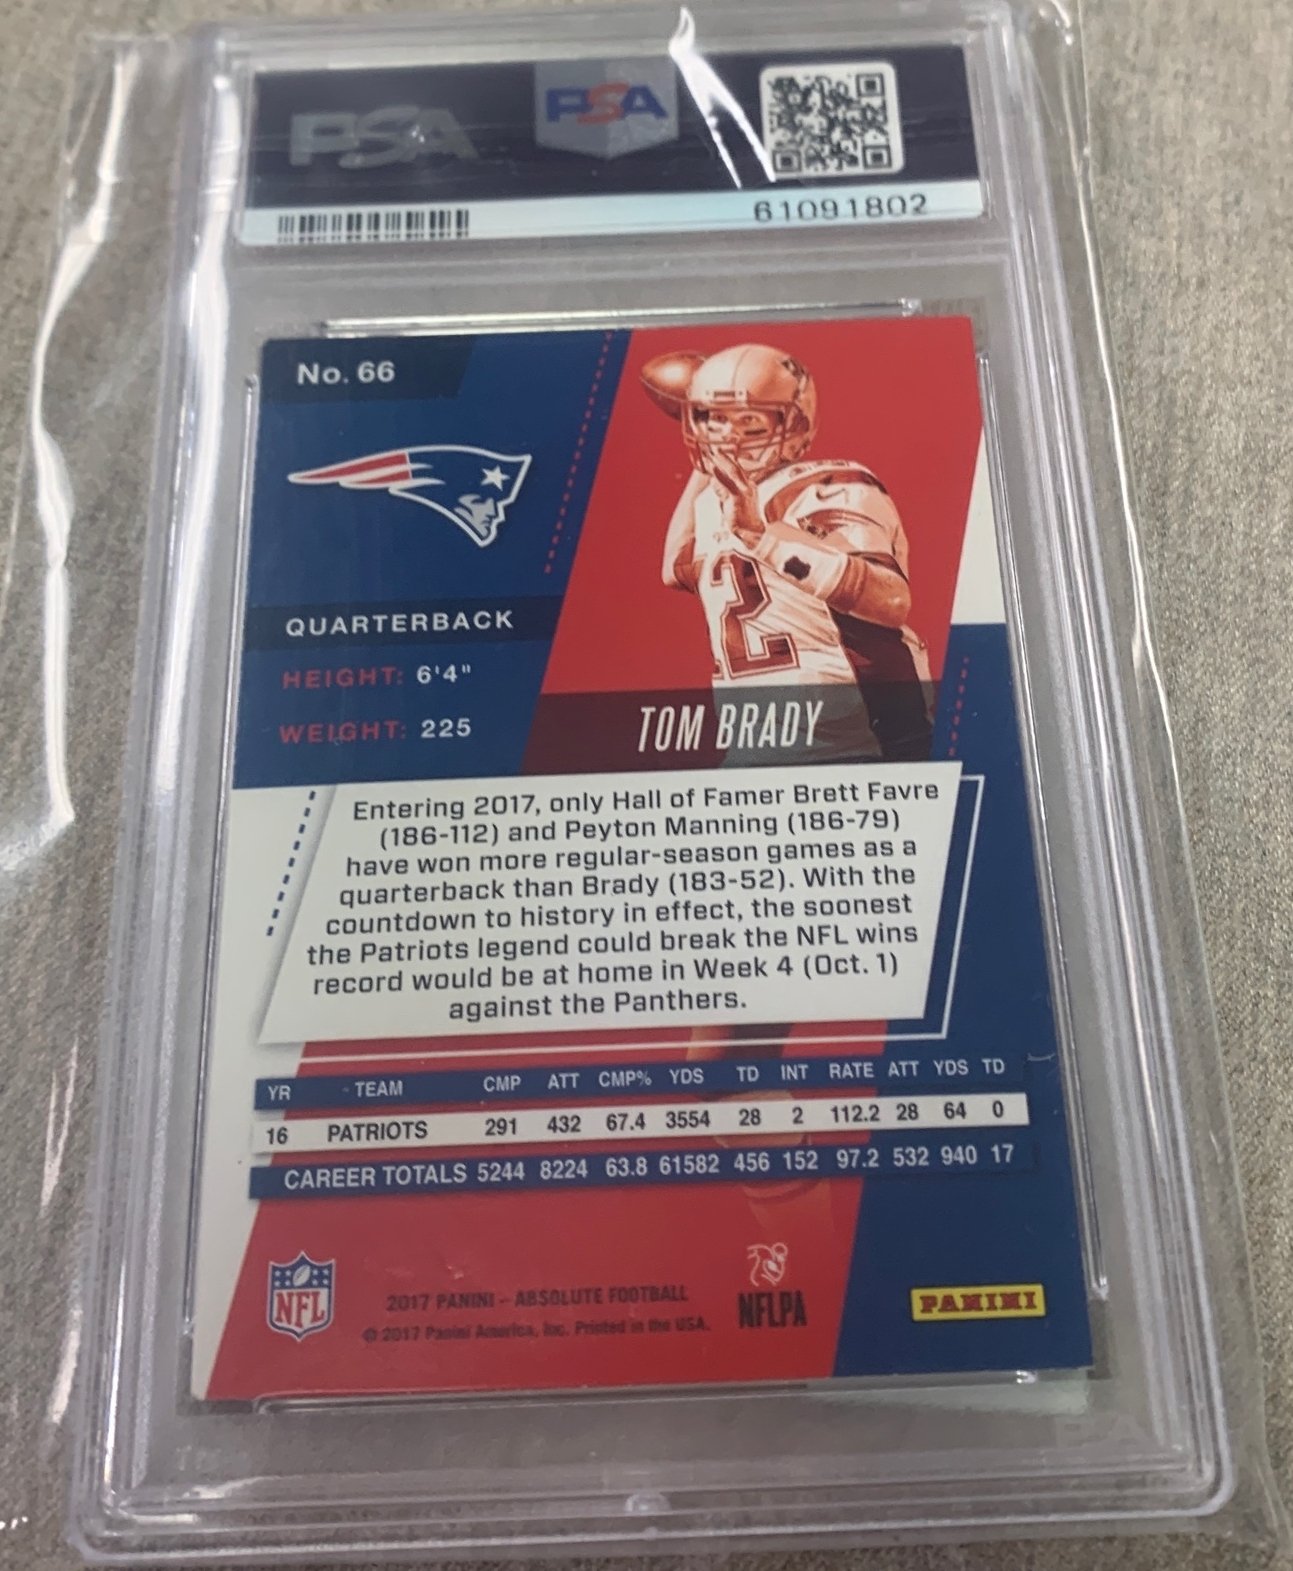 PSA PSA
61091802
No. 66
QUARTERBACK
HEIGHT: 6'4"
WEIGHT: 225
2
TOM BRADY
Entering 2017, only Hall of Famer Brett Favre
(186-112) and Peyton Manning (186-79)
have won more regular-season games as a
quarterback than Brady (183-52). With the
countdown to history in effect, the soonest
the Patriots legend could break the NFL wins
record would be at home in Week 4 (Oct. 1)
against the Panthers.
YR TEAM CMP ATT CMP% YDS TD INT RATE ATT YDS TD
16 PATRIOTS 291 432 67.4 3554 28 2 112.2 28 64 0
CAREER TOTALS 5244 8224 63.8 61582 456 152 97.2 532 940 17
NFL
2017 PANINI – ABSOLUTE FOOTBALL
© 2017 Panini America, Inc. Printed in the USA.
NFLPA
PANINI